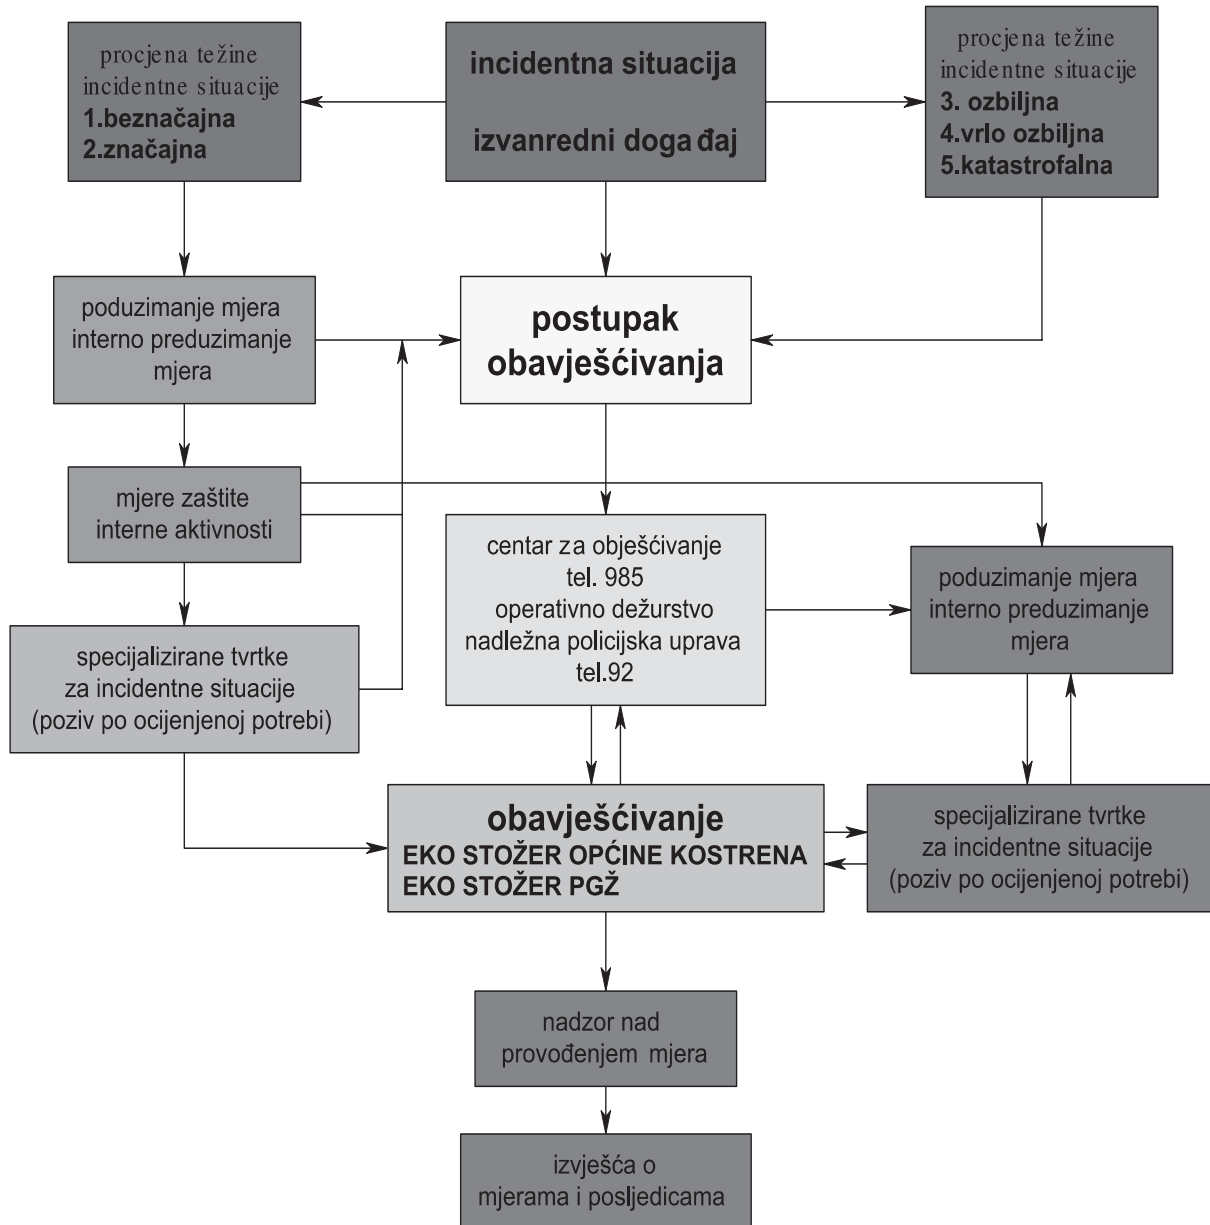 procjena težine
incidentne situacije
1.beznačajna
2.značajna
incidentna situacija
izvanredni doga đaj
procjena težine
incidentne situacije
3. ozbiljna
4.vrlo ozbiljna
5.katastrofalna
poduzimanje mjera
interno preduzimanje
mjera
postupak
obavješćivanja
mjere zaštite
interne aktivnosti
centar za obješćivanje
tel. 985
operativno dežurstvo
nadležna policijska uprava
tel.92
poduzimanje mjera
interno preduzimanje
mjera
specijalizirane tvrtke
za incidentne situacije
(poziv po ocijenjenoj potrebi)
obavješćivanje
EKO STOŽER OPĆINE KOSTRENA
EKO STOŽER PGŽ
specijalizirane tvrtke
za incidentne situacije
(poziv po ocijenjenoj potrebi)
nadzor nad
provođenjem mjera
izvješća o
mjerama i posljedicama